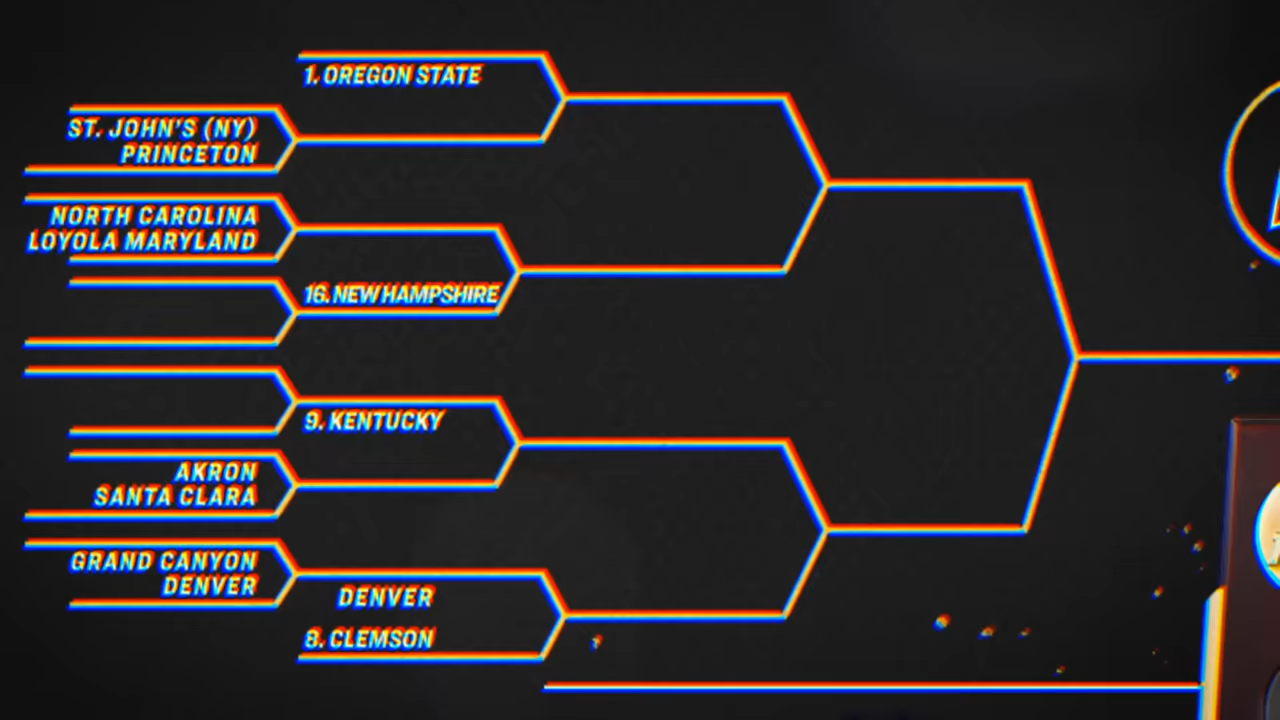 1. OREGON STATE
ST. JOHN'S (NY)
PRINCETON
NORTH CAROLINA
LOYOLA MARYLAND
16. NEW HAMPSHIRE
9. KENTUCKY
AKRON
SANTA CLARA
GRAND CANYON
DENVER
DENVER
8. CLEMSON